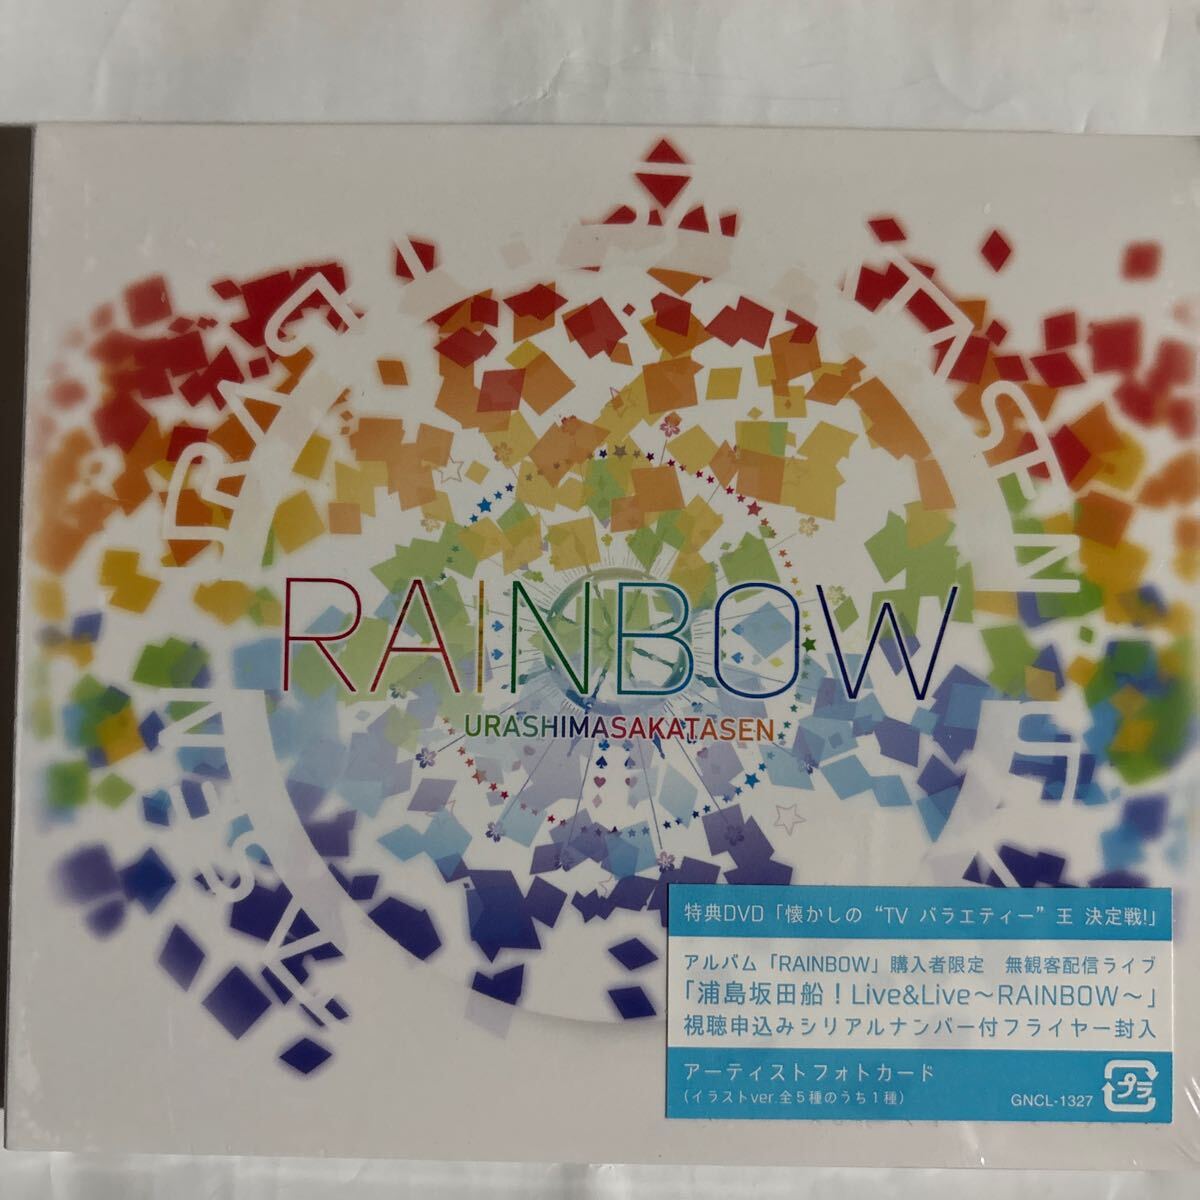 RAINBOW
URASHIMASAKATASEN
特典DVD「懐かしの “TV バラエティー” 王 決定戦!」
アルバム「RAINBOW」購入者限定 無観客配信ライブ
「浦島坂田船！Live&Live～RAINBOW～」
視聴申込みシリアルナンバー付フライヤー封入
アーティストフォトカード
(イラストver.全5種のうち1種)
GNCL-1327
プラ